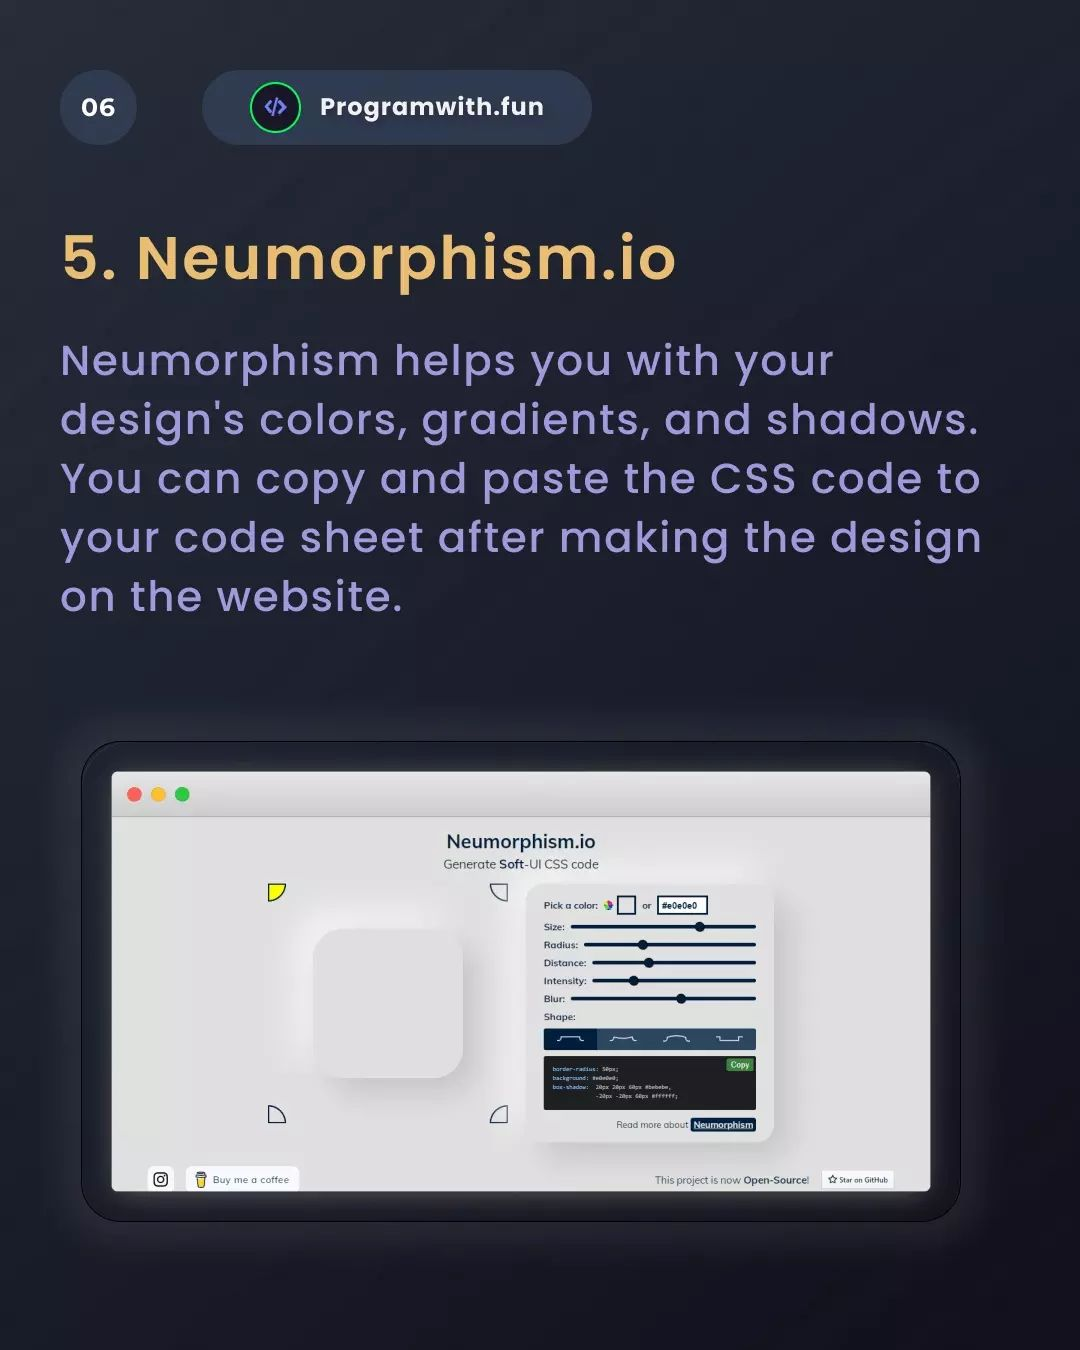 06
Programwith.fun
5. Neumorphism.io
Neumorphism helps you with your
design's colors, gradients, and shadows.
You can copy and paste the CSS code to
your code sheet after making the design
on the website.
Neumorphism.io
Generate Soft-UI CSS code
Pick a color: or #e0e0e0
Size:
Radius:
Distance:
Intensity:
Blur:
Shape:
Copy
border-radius: 50px;
background: #e0e0e0;
box-shadow: 20px 20px 60px #bebebe,
-20px -20px 60px #ffffff;
Read more about Neumorphism
Buy me a coffee
This project is now Open-Source!
Star on GitHub